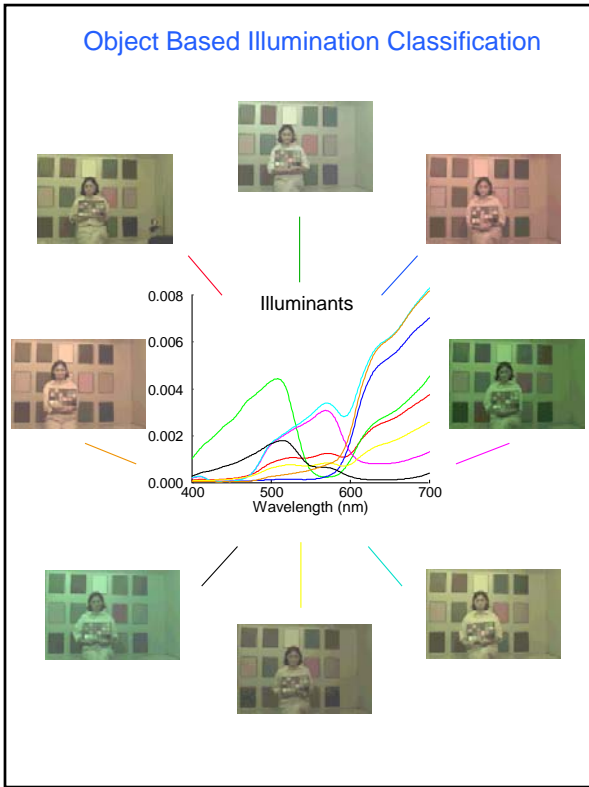 Object Based Illumination Classification
Illuminants
0.008
0.006
0.004
0.002
0.000
400 500 600 700
Wavelength (nm)